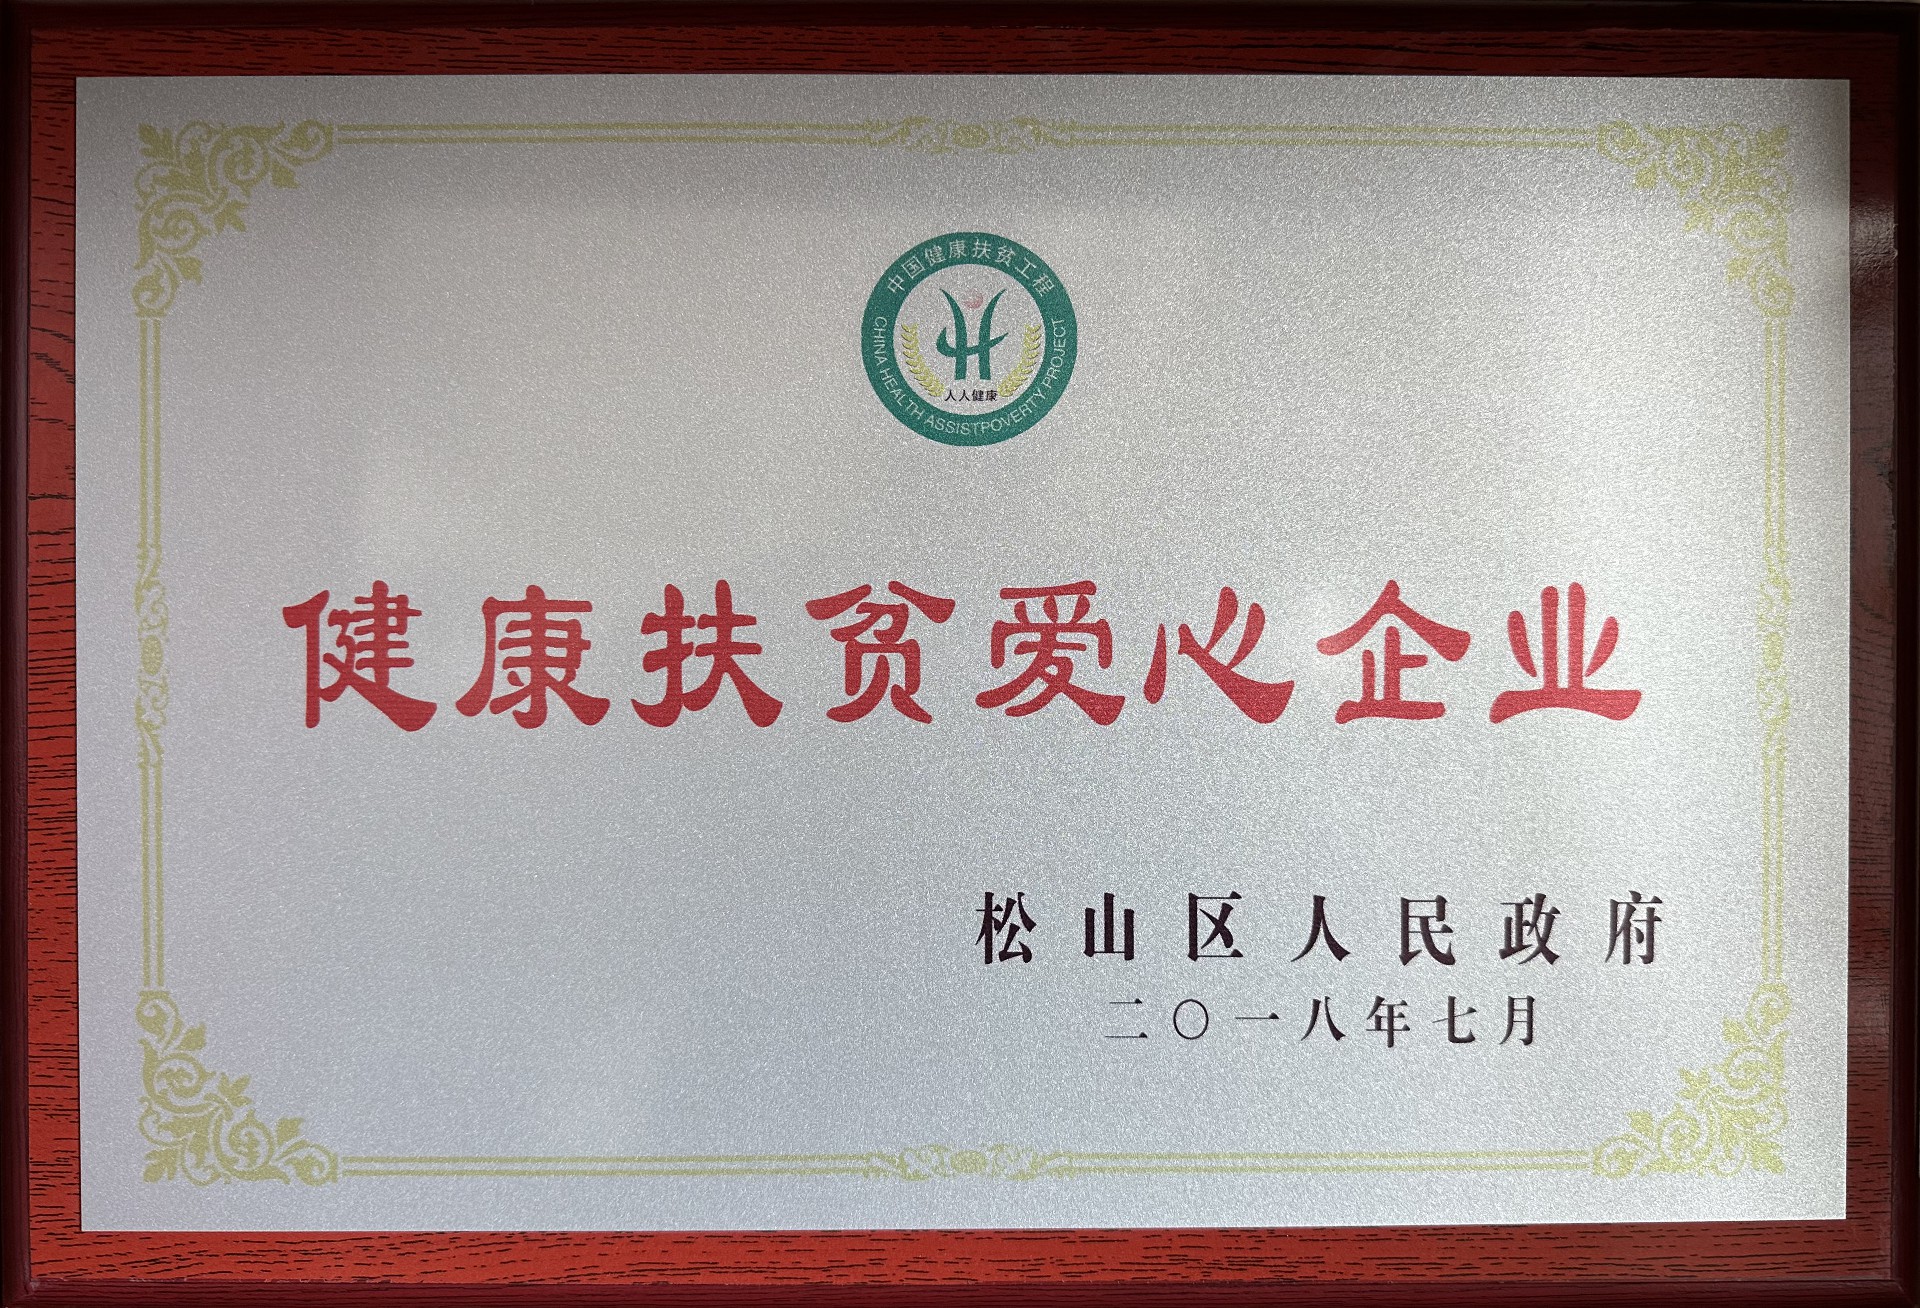 中国健康扶贫工程
人人健康
CHINA HEALTH ASSISTPOVERTY PROJECT
健康扶贫爱心企业
松山区人民政府
二〇一八年七月